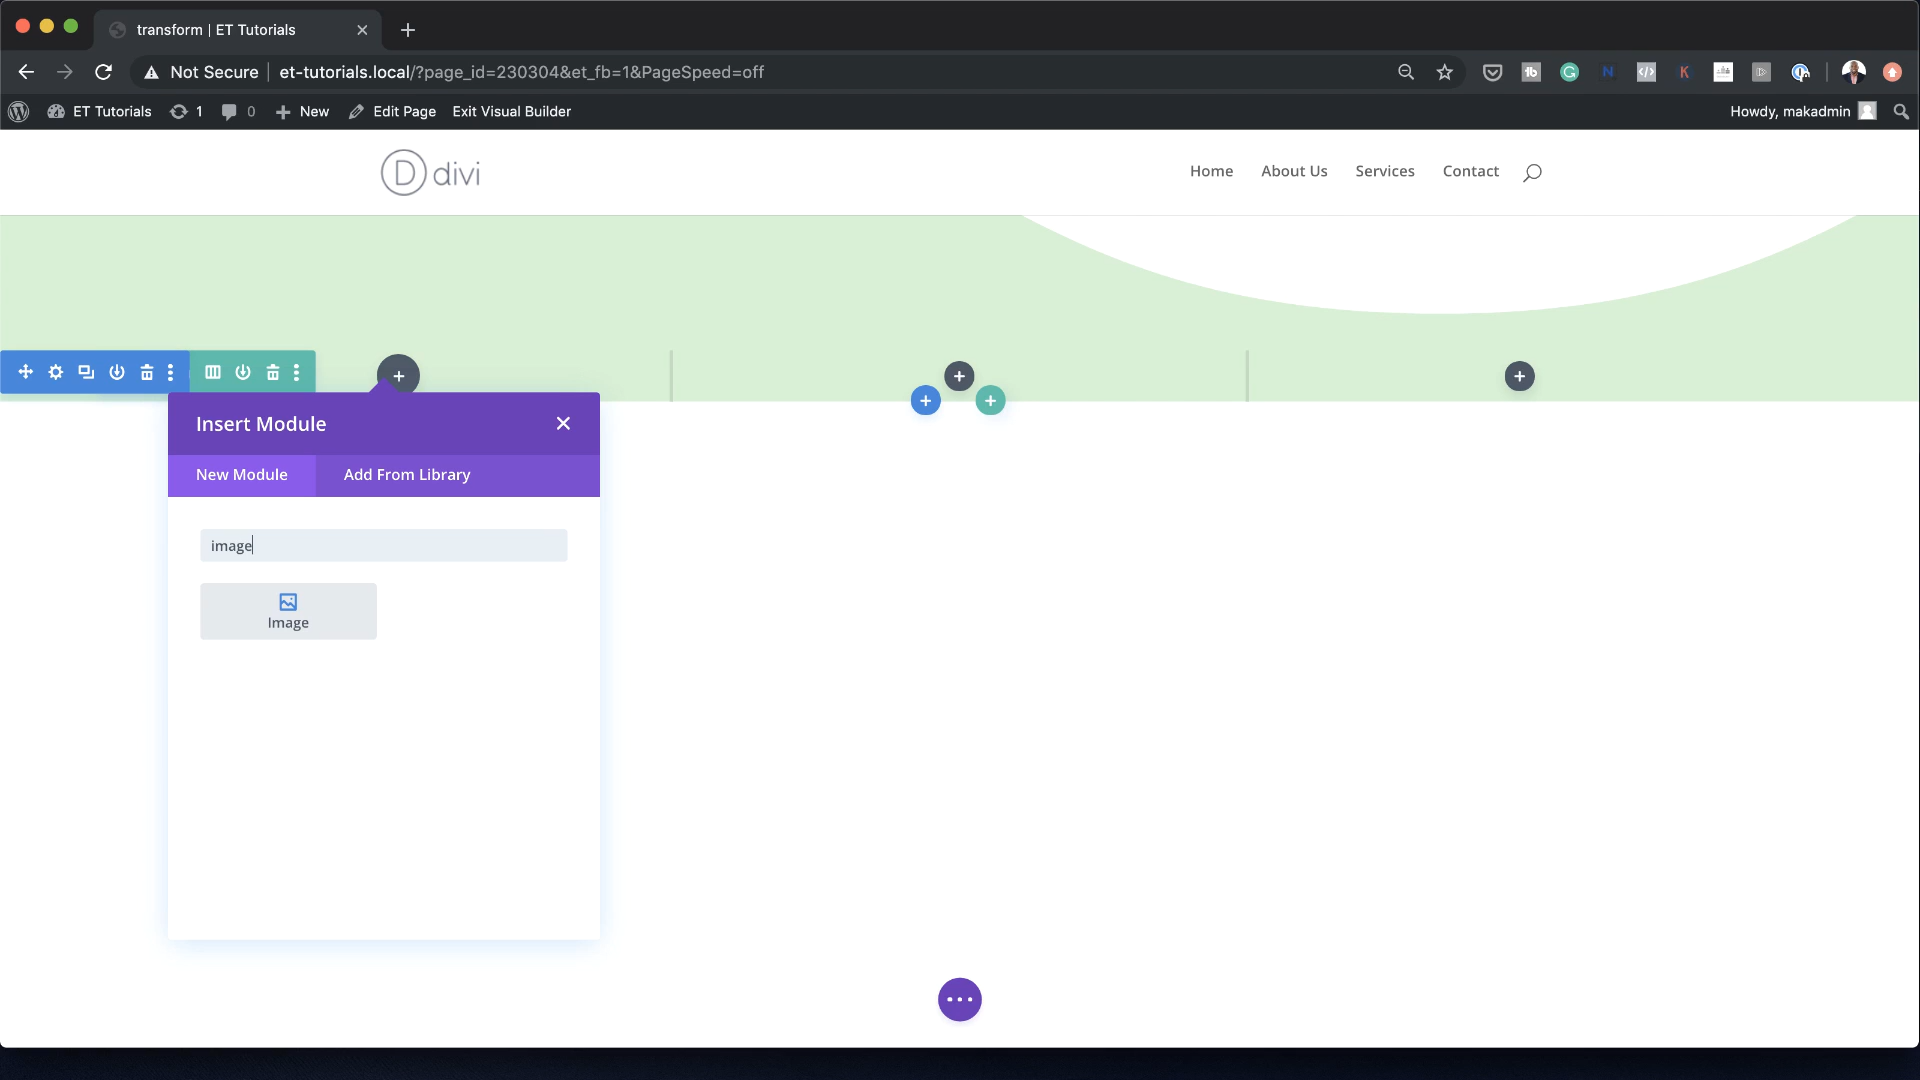 transform | ET Tutorials
Not Secure | et-tutorials.local/?page_id=230304&et_fb=1&PageSpeed=off
ET Tutorials 1 0 New Edit Page Exit Visual Builder Howdy, makadmin
D divi Home About Us Services Contact
Insert Module
New Module Add From Library
image
Image